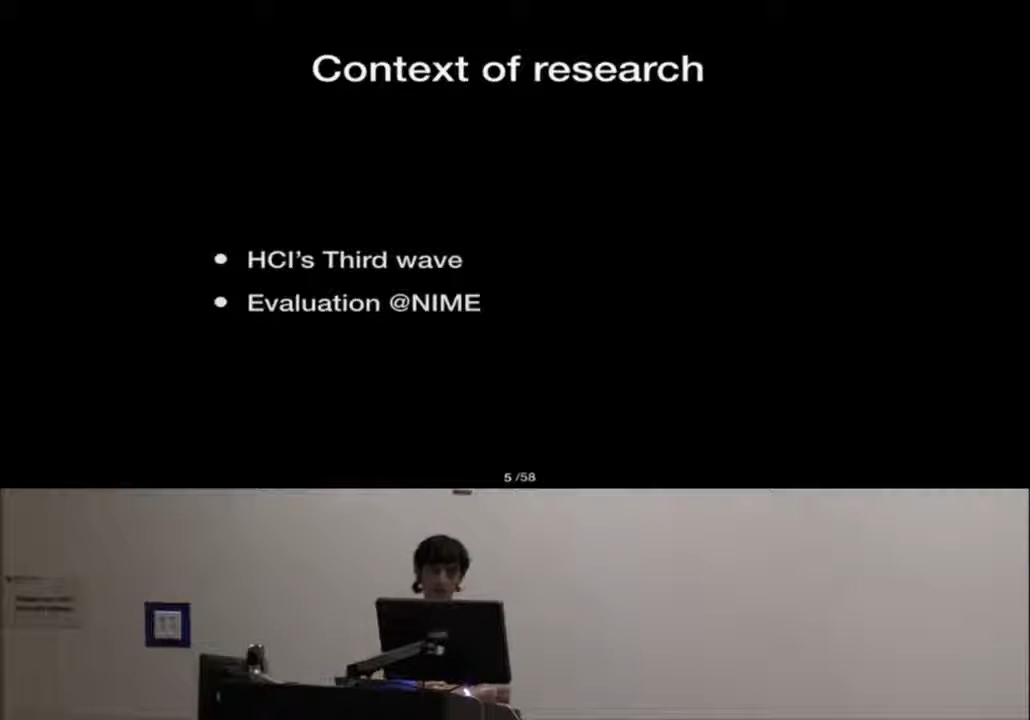 Context of research
• HCI's Third wave
• Evaluation @NIME
5 /58